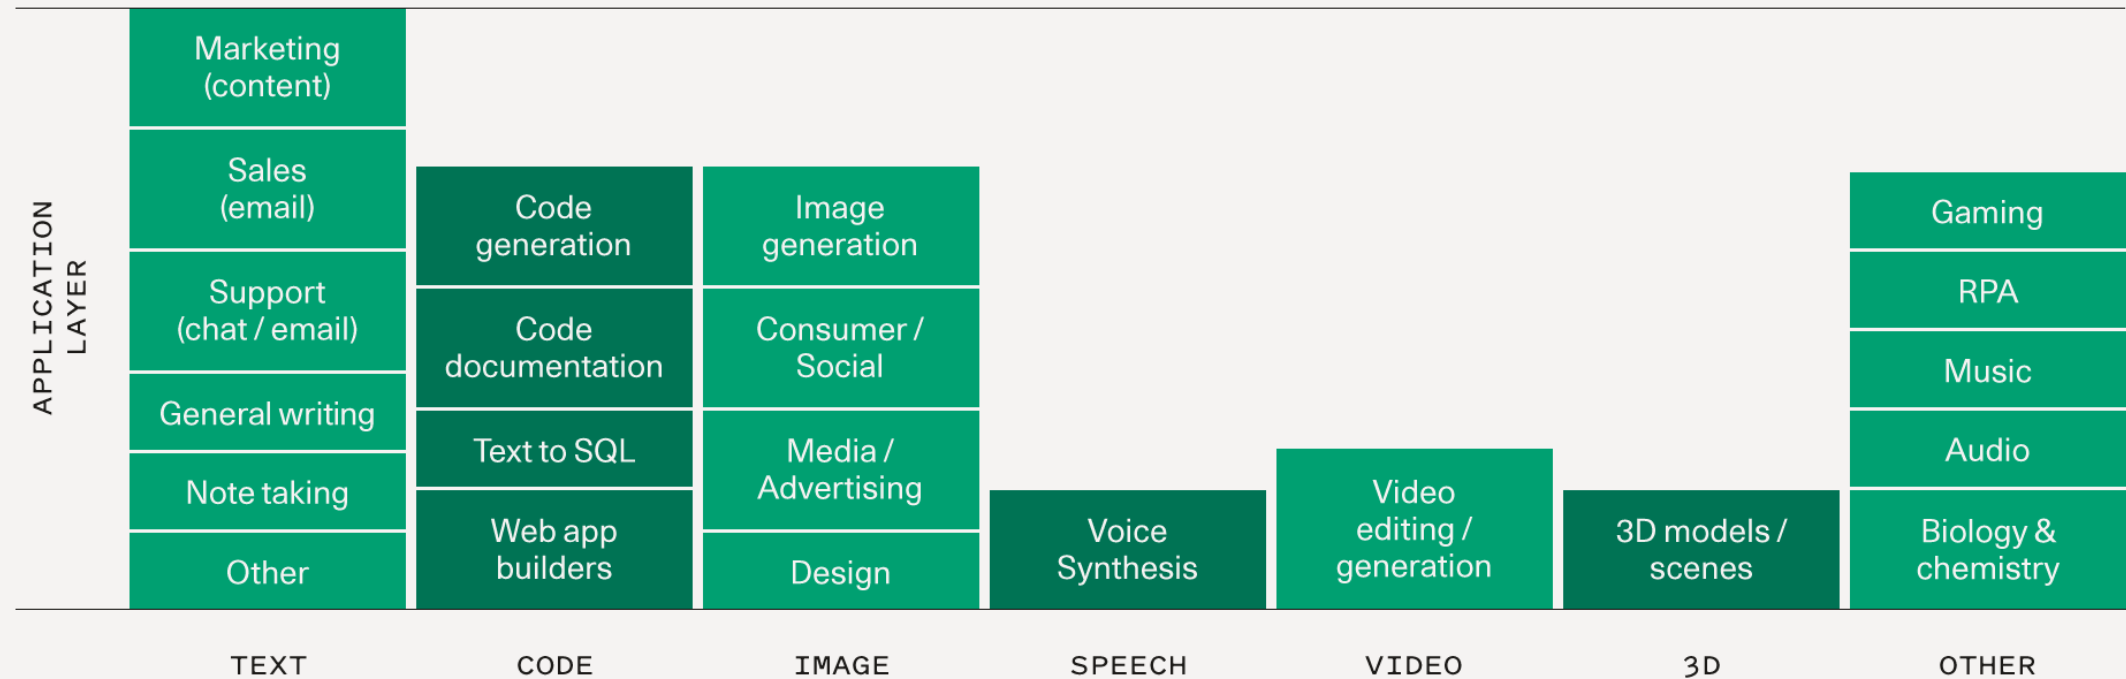 APPLICATION
LAYER
Marketing
(content)
Sales
(email)
Support
(chat / email)
General writing
Note taking
Other
TEXT
Code
generation
Code
documentation
Text to SQL
Web app
builders
CODE
Image
generation
Consumer /
Social
Media /
Advertising
Design
IMAGE
Voice
Synthesis
SPEECH
Video
editing /
generation
VIDEO
3D models /
scenes
3D
Gaming
RPA
Music
Audio
Biology &
chemistry
OTHER